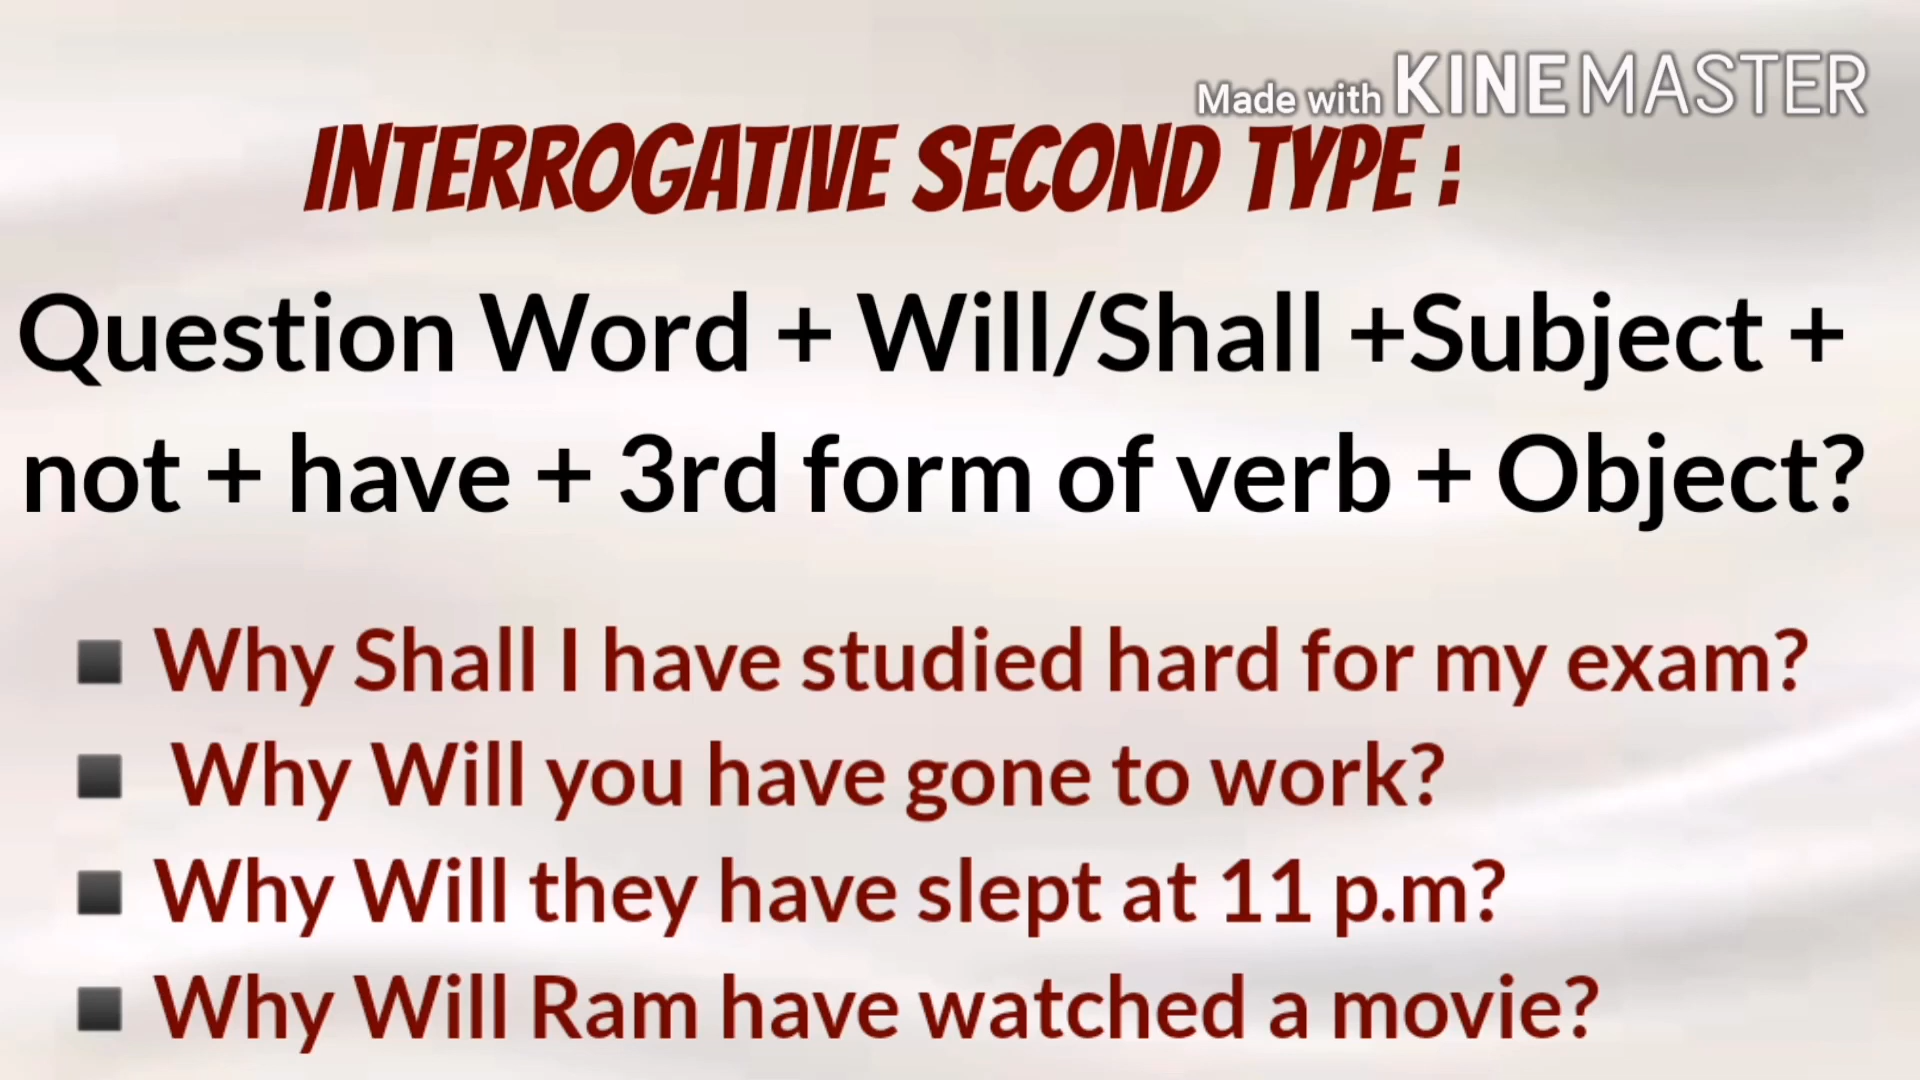 Made with KINEMASTER
INTERROGATIVE SECOND TYPE :
Question Word + Will/Shall +Subject +
not + have + 3rd form of verb + Object?
▪ Why Shall I have studied hard for my exam?
▪ Why Will you have gone to work?
▪ Why Will they have slept at 11 p.m?
▪ Why Will Ram have watched a movie?